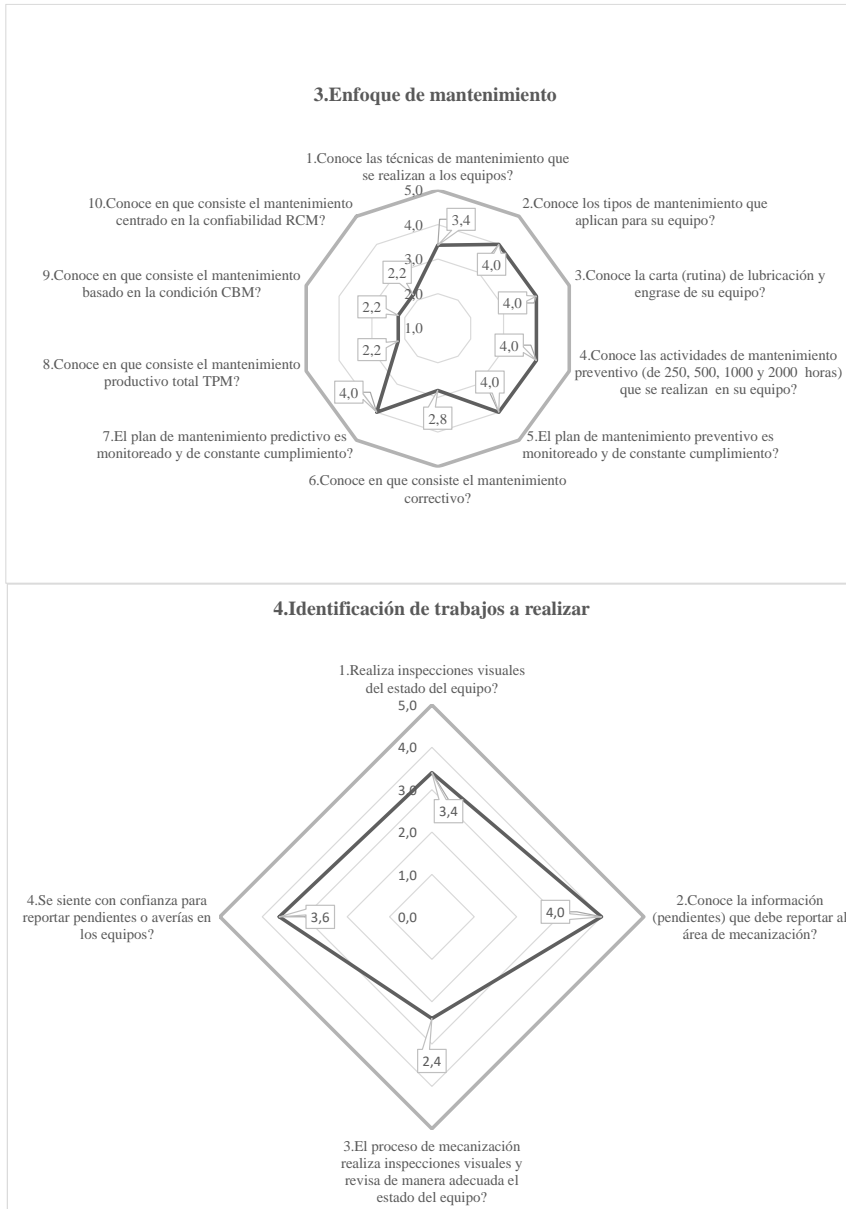 3.Enfoque de mantenimiento
1.Conoce las técnicas de mantenimiento que
se realizan a los equipos?
5,0
10.Conoce en que consiste el mantenimiento
centrado en la confiabilidad RCM?
2.Conoce los tipos de mantenimiento que
aplican para su equipo?
4,0
3,4
3,0
4,0
9.Conoce en que consiste el mantenimiento
basado en la condición CBM?
2,2
2,0
3.Conoce la carta (rutina) de lubricación y
engrase de su equipo?
2,2
4,0
1,0
8.Conoce en que consiste el mantenimiento
productivo total TPM?
2,2
4,0
4.Conoce las actividades de mantenimiento
preventivo (de 250, 500, 1000 y 2000 horas)
que se realizan en su equipo?
4,0
4,0
2,8
7.El plan de mantenimiento predictivo es
monitoreado y de constante cumplimiento?
5.El plan de mantenimiento preventivo es
monitoreado y de constante cumplimiento?
6.Conoce en que consiste el mantenimiento
correctivo?
4.Identificación de trabajos a realizar
1.Realiza inspecciones visuales
del estado del equipo?
5,0
4,0
3,0
3,4
2,0
1,0
0,0
4.Se siente con confianza para
reportar pendientes o averías en
los equipos?
3,6
4,0
2.Conoce la información
(pendientes) que debe reportar al
área de mecanización?
2,4
3.El proceso de mecanización
realiza inspecciones visuales y
revisa de manera adecuada el
estado del equipo?